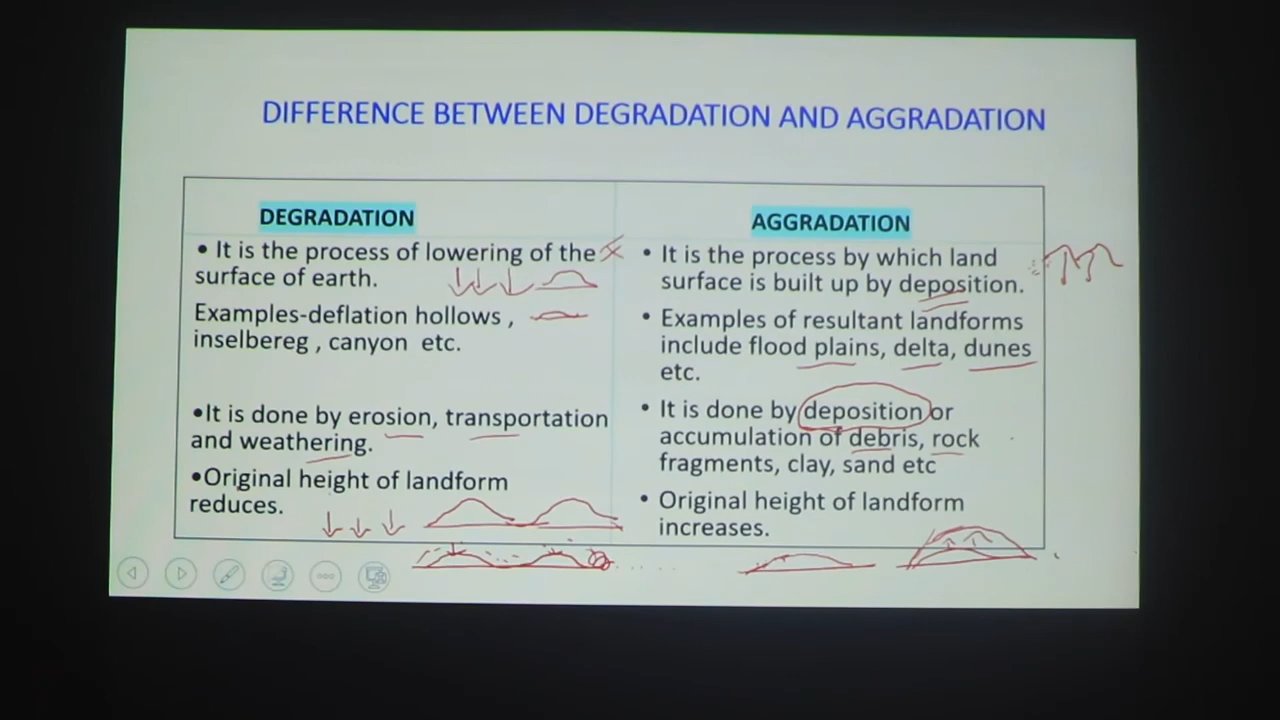 DIFFERENCE BETWEEN DEGRADATION AND AGGRADATION
DEGRADATION
• It is the process of lowering of the
surface of earth.
Examples-deflation hollows ,
inselbereg , canyon etc.
•It is done by erosion, transportation
and weathering.
•Original height of landform
reduces.
AGGRADATION
• It is the process by which land
surface is built up by deposition.
• Examples of resultant landforms
include flood plains, delta, dunes
etc.
• It is done by deposition or
accumulation of debris, rock
fragments, clay, sand etc
• Original height of landform
increases.